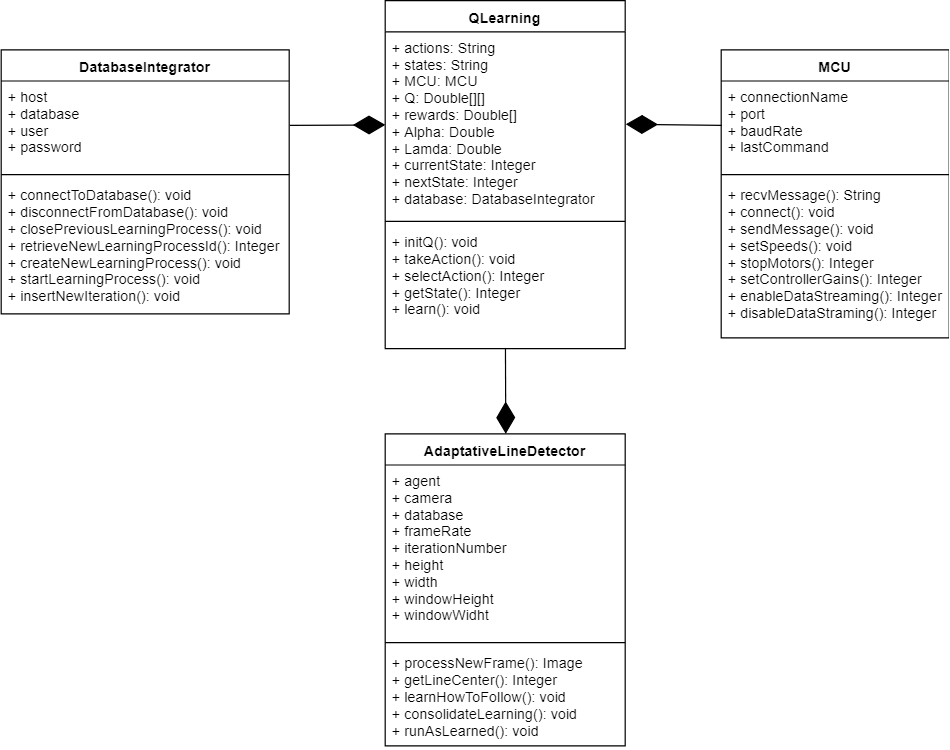 QLearning
+ actions: String
+ states: String
+ MCU: MCU
+ Q: Double[][]
+ rewards: Double[]
+ Alpha: Double
+ Lamda: Double
+ currentState: Integer
+ nextState: Integer
+ database: DatabaseIntegrator
+ initQ(): void
+ takeAction(): void
+ selectAction(): Integer
+ getState(): Integer
+ learn(): void
DatabaseIntegrator
+ host
+ database
+ user
+ password
+ connectToDatabase(): void
+ disconnectFromDatabase(): void
+ closePreviousLearningProcess(): void
+ retrieveNewLearningProcessId(): Integer
+ createNewLearningProcess(): void
+ startLearningProcess(): void
+ insertNewIteration(): void
MCU
+ connectionName
+ port
+ baudRate
+ lastCommand
+ recvMessage(): String
+ connect(): void
+ sendMessage(): void
+ setSpeeds(): void
+ stopMotors(): Integer
+ setControllerGains(): Integer
+ enableDataStreaming(): Integer
+ disableDataStraming(): Integer
AdaptativeLineDetector
+ agent
+ camera
+ database
+ frameRate
+ iterationNumber
+ height
+ width
+ windowHeight
+ windowWidht
+ processNewFrame(): Image
+ getLineCenter(): Integer
+ learnHowToFollow(): void
+ consolidateLearning(): void
+ runAsLearned(): void